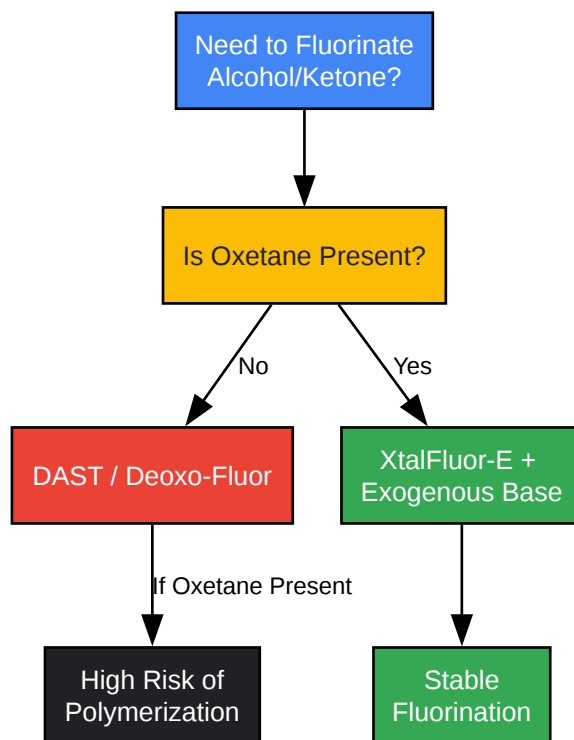 Need to Fluorinate
Alcohol/Ketone?
Is Oxetane Present?
No
Yes
DAST / Deoxo-Fluor
XtalFluor-E +
Exogenous Base
If Oxetane Present
High Risk of
Polymerization
Stable
Fluorination